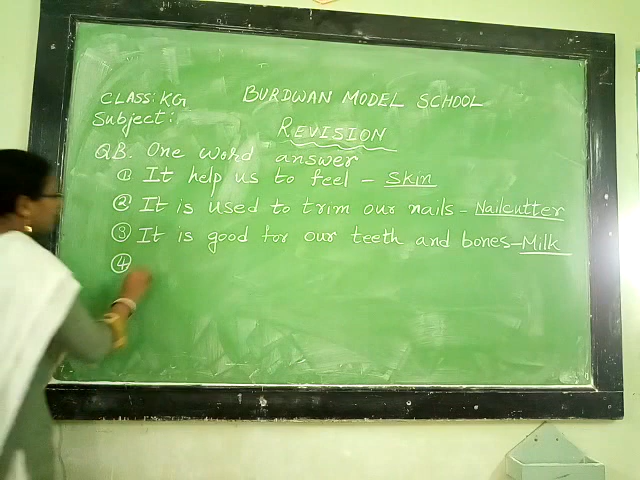 BURDWAN MODEL SCHOOL
CLASS: KG
Subject:
REVISION
QB. One word answer
① It help us to feel - Skin
② It is used to trim our nails - Nailcutter
③ It is good for our teeth and bones - Milk
④